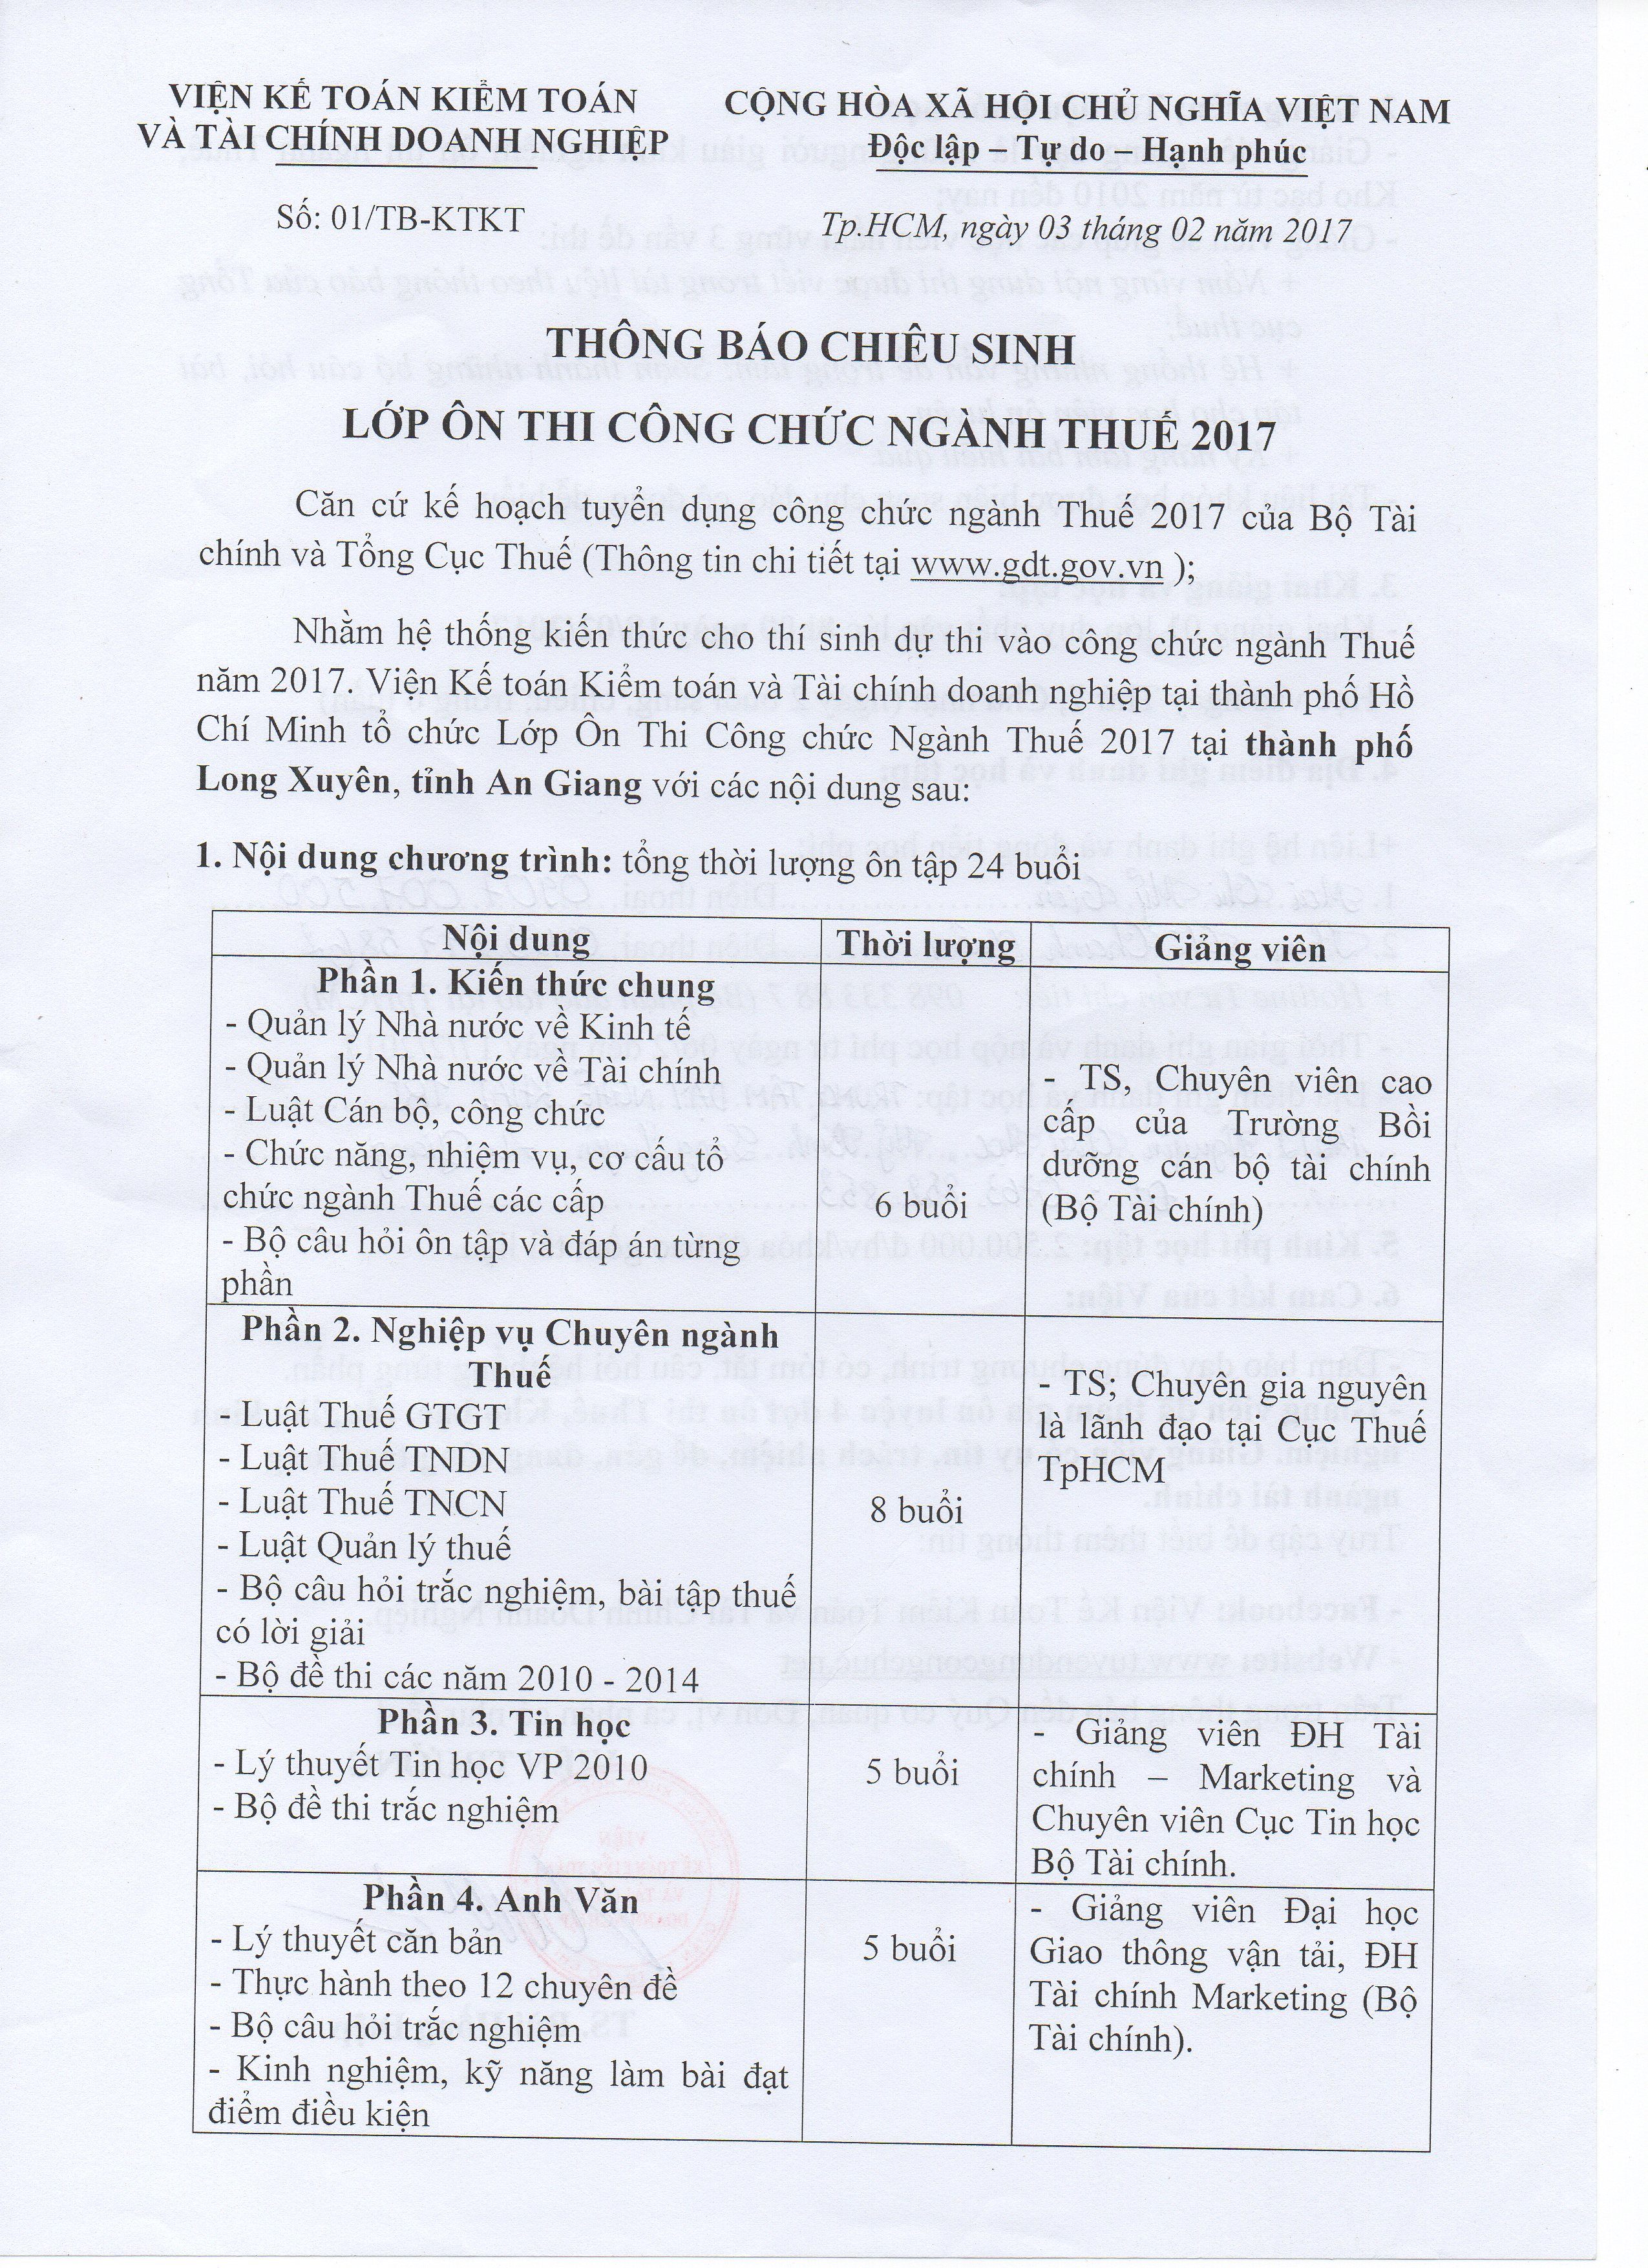 VIỆN KẾ TOÁN KIỂM TOÁN
VÀ TÀI CHÍNH DOANH NGHIỆP
CỘNG HÒA XÃ HỘI CHỦ NGHĨA VIỆT NAM
Độc lập – Tự do – Hạnh phúc
Số: 01/TB-KTKT
Tp.HCM, ngày 03 tháng 02 năm 2017
THÔNG BÁO CHIÊU SINH
LỚP ÔN THI CÔNG CHỨC NGÀNH THUẾ 2017
Căn cứ kế hoạch tuyển dụng công chức ngành Thuế 2017 của Bộ Tài
chính và Tổng Cục Thuế (Thông tin chi tiết tại www.gdt.gov.vn );
Nhằm hệ thống kiến thức cho thí sinh dự thi vào công chức ngành Thuế
năm 2017. Viện Kế toán Kiểm toán và Tài chính doanh nghiệp tại thành phố Hồ
Chí Minh tổ chức Lớp Ôn Thi Công chức Ngành Thuế 2017 tại thành phố
Long Xuyên, tỉnh An Giang với các nội dung sau:
1. Nội dung chương trình: tổng thời lượng ôn tập 24 buổi
Nội dung
Thời lượng
Giảng viên
Phần 1. Kiến thức chung
- Quản lý Nhà nước về Kinh tế
- Quản lý Nhà nước về Tài chính
- Luật Cán bộ, công chức
- Chức năng, nhiệm vụ, cơ cấu tổ
chức ngành Thuế các cấp
- Bộ câu hỏi ôn tập và đáp án từng
phần
6 buổi
- TS, Chuyên viên cao
cấp của Trường Bồi
dưỡng cán bộ tài chính
(Bộ Tài chính)
Phần 2. Nghiệp vụ Chuyên ngành
Thuế
- Luật Thuế GTGT
- Luật Thuế TNDN
- Luật Thuế TNCN
- Luật Quản lý thuế
- Bộ câu hỏi trắc nghiệm, bài tập thuế
có lời giải
- Bộ đề thi các năm 2010 - 2014
8 buổi
- TS; Chuyên gia nguyên
là lãnh đạo tại Cục Thuế
TpHCM
Phần 3. Tin học
- Lý thuyết Tin học VP 2010
- Bộ đề thi trắc nghiệm
5 buổi
- Giảng viên ĐH Tài
chính – Marketing và
Chuyên viên Cục Tin học
Bộ Tài chính.
Phần 4. Anh Văn
- Lý thuyết căn bản
- Thực hành theo 12 chuyên đề
- Bộ câu hỏi trắc nghiệm
- Kinh nghiệm, kỹ năng làm bài đạt
điểm điều kiện
5 buổi
- Giảng viên Đại học
Giao thông vận tải, ĐH
Tài chính Marketing (Bộ
Tài chính).